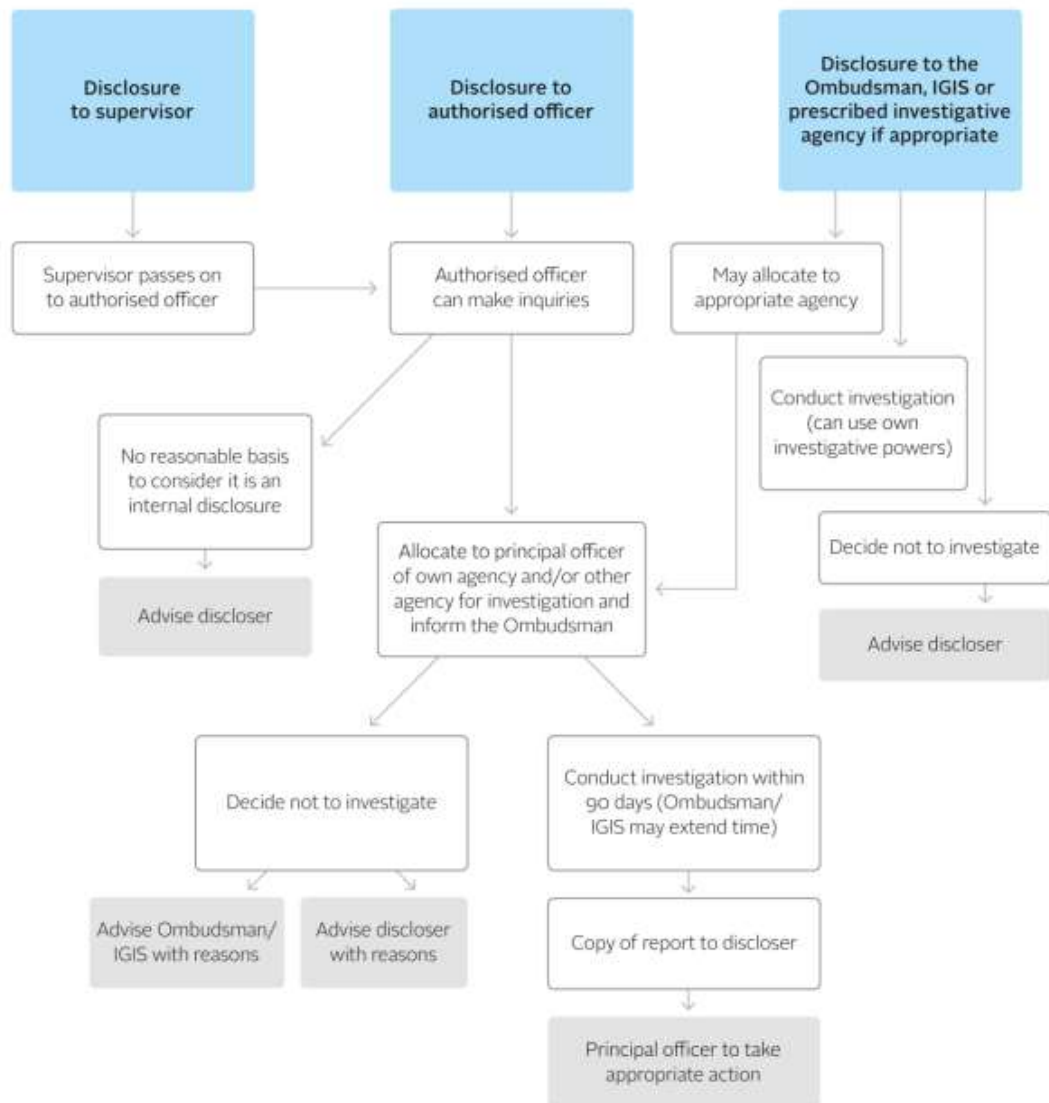 Disclosure
to supervisor
Disclosure to
authorised officer
Disclosure to the
Ombudsman, IGIS or
prescribed investigative
agency if appropriate
Supervisor passes on
to authorised officer
Authorised officer
can make inquiries
May allocate to
appropriate agency
Conduct investigation
(can use own
investigative powers)
No reasonable basis
to consider it is an
internal disclosure
Allocate to principal officer
of own agency and/or other
agency for investigation and
inform the Ombudsman
Decide not to investigate
Advise discloser
Advise discloser
Decide not to investigate
Conduct investigation within
90 days (Ombudsman/
IGIS may extend time)
Advise Ombudsman/
IGIS with reasons
Advise discloser
with reasons
Copy of report to discloser
Principal officer to take
appropriate action